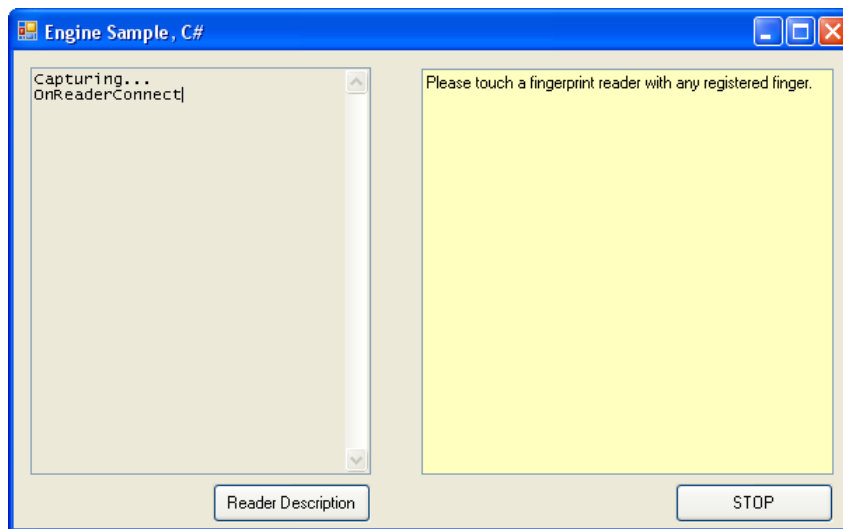 Engine Sample, C#
Capturing...
OnReaderConnect
Please touch a fingerprint reader with any registered finger.
Reader Description
STOP